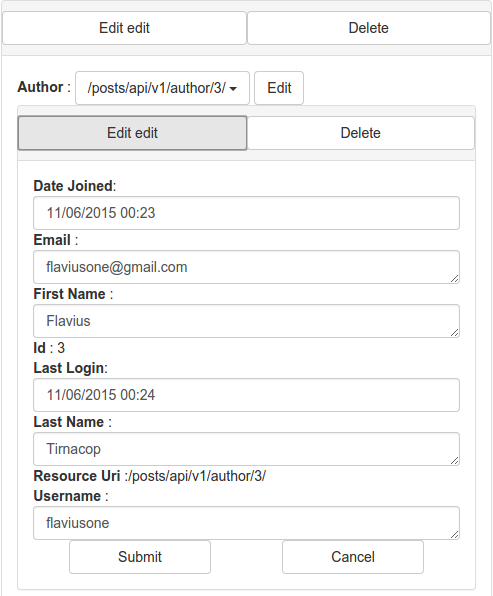 Edit edit Delete
Author : /posts/api/v1/author/3/ Edit
Edit edit Delete
Date Joined:
11/06/2015 00:23
Email :
flaviusone@gmail.com
First Name :
Flavius
Id : 3
Last Login:
11/06/2015 00:24
Last Name :
Tirnacop
Resource Uri :/posts/api/v1/author/3/
Username :
flaviusone
Submit Cancel